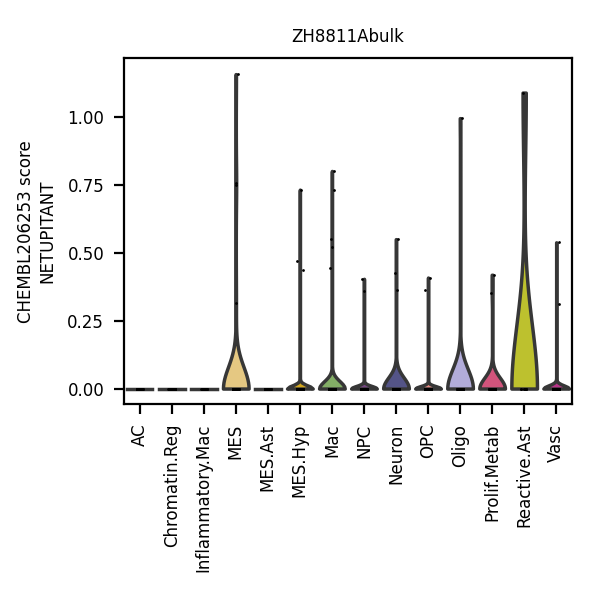 ZH8811Abulk
CHEMBL206253 score
NETUPITANT
1.00
0.75
0.50
0.25
0.00
AC
Chromatin.Reg
Inflammatory.Mac
MES
MES.Ast
MES.Hyp
Mac
NPC
Neuron
OPC
Oligo
Prolif.Metab
Reactive.Ast
Vasc